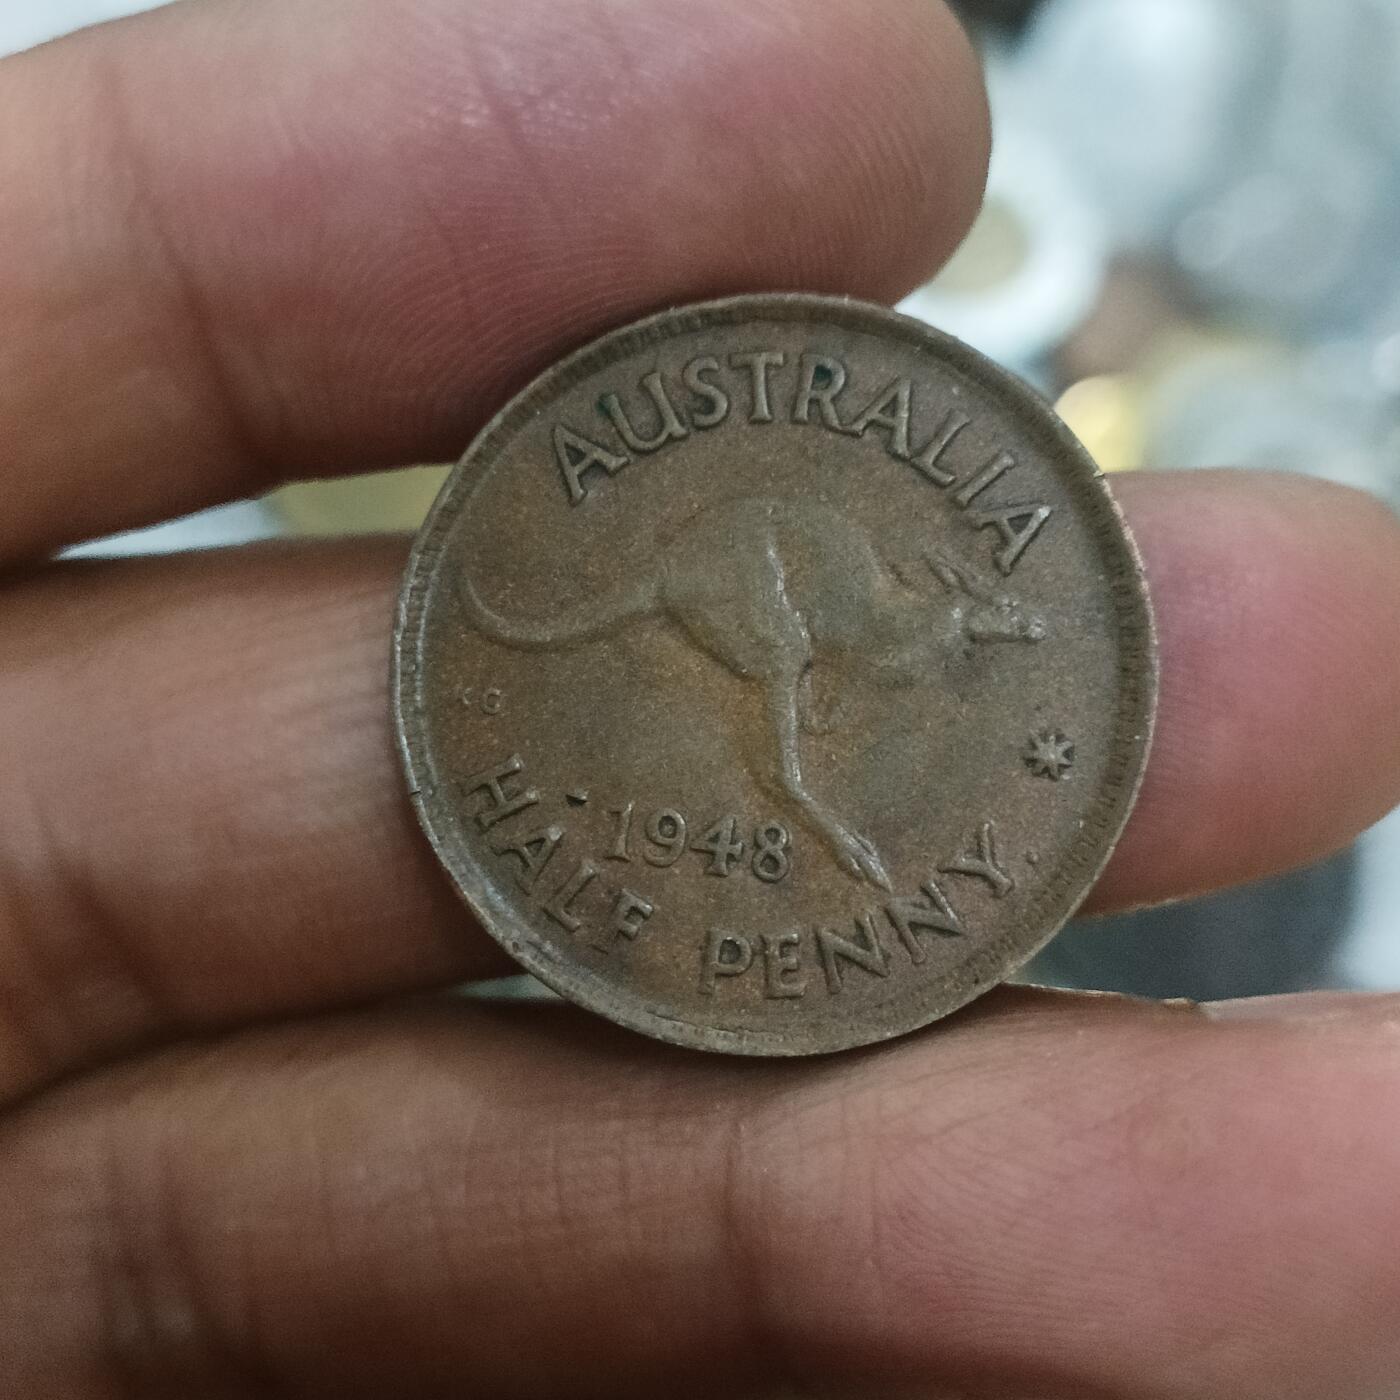 AUSTRALIA
KG
1948
HALF PENNY.